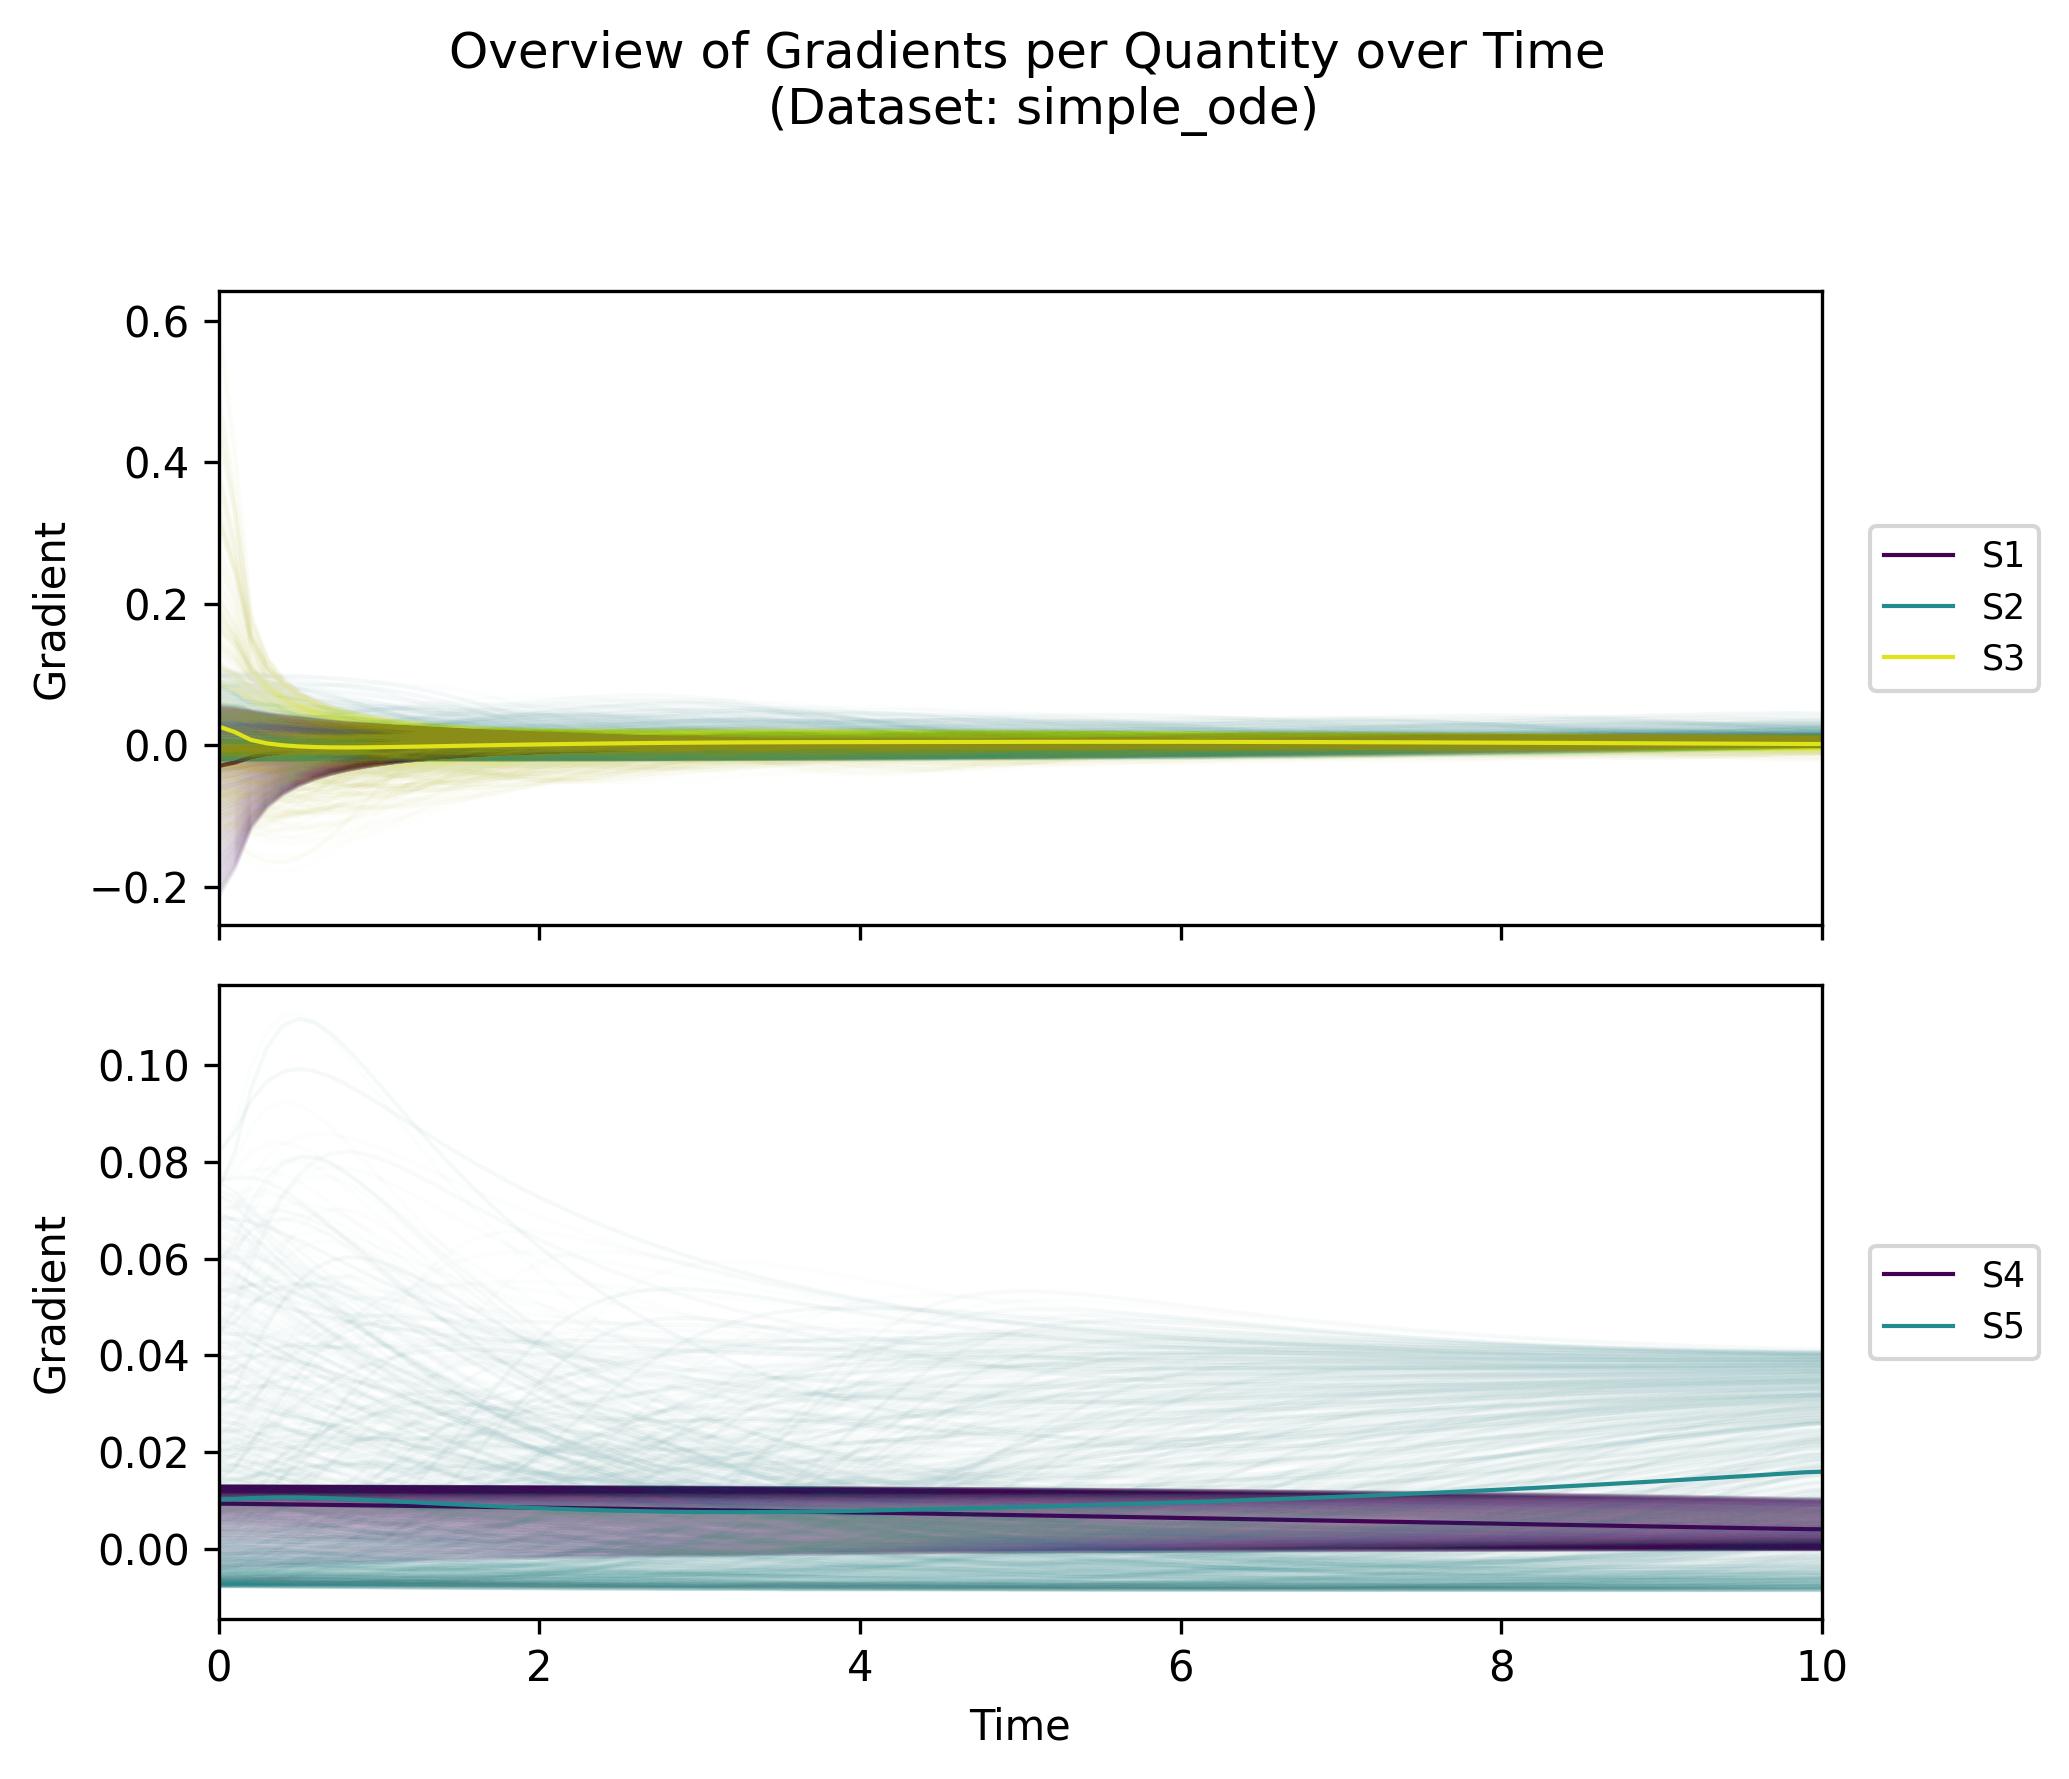 Overview of Gradients per Quantity over Time
(Dataset: simple_ode)
Gradient
0.6
0.4
0.2
0.0
−0.2
S1
S2
S3
Gradient
0.10
0.08
0.06
0.04
0.02
0.00
S4
S5
0 2 4 6 8 10
Time